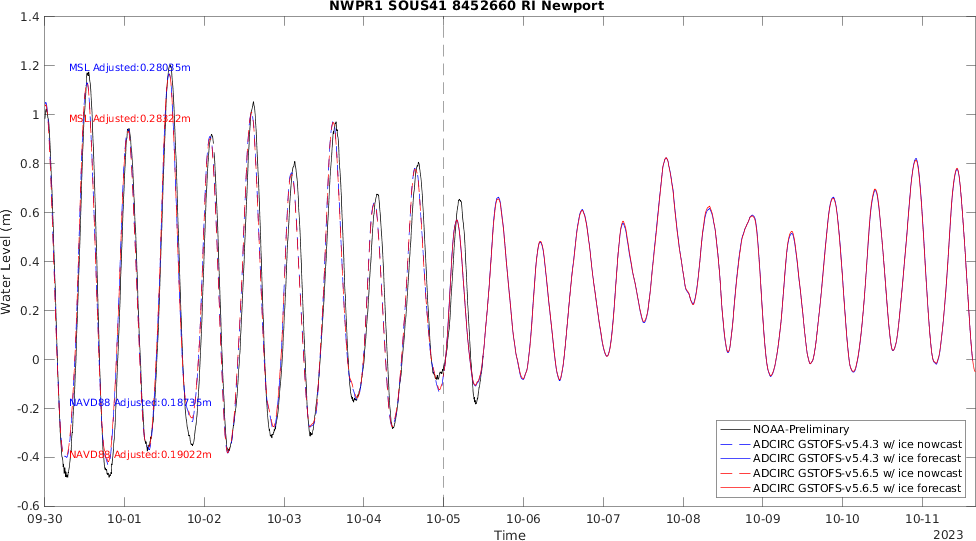 NWPR1 SOUS41 8452660 RI Newport
1.4
1.2
1
0.8
0.6
0.4
0.2
0
-0.2
-0.4
-0.6
Water Level (m)
MSL Adjusted:0.28035m
MSL Adjusted:0.28322m
NAVD88 Adjusted:0.18735m
NAVD88 Adjusted:0.19022m
NOAA-Preliminary
ADCIRC GSTOFS-v5.4.3 w/ ice nowcast
ADCIRC GSTOFS-v5.4.3 w/ ice forecast
ADCIRC GSTOFS-v5.6.5 w/ ice nowcast
ADCIRC GSTOFS-v5.6.5 w/ ice forecast
09-30 10-01 10-02 10-03 10-04 10-05 10-06 10-07 10-08 10-09 10-10 10-11
Time
2023